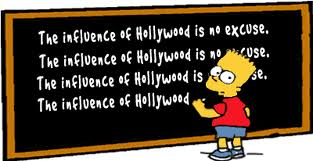 The influence of Hollywood is no excuse.
The influence of Hollywood is no excuse.
The influence of Hollywood is se.
The influence of Hollywood